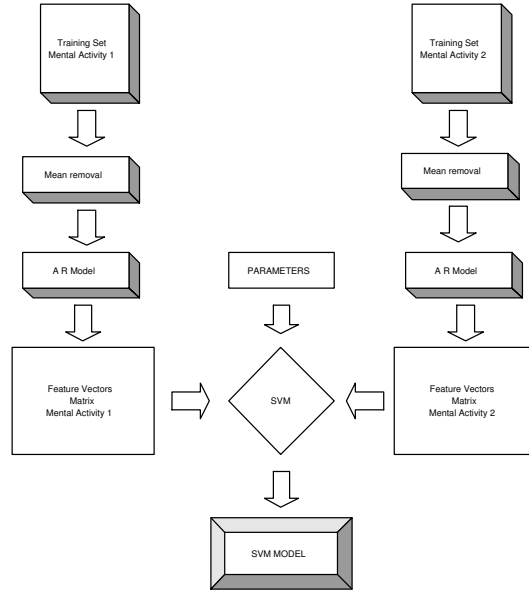 Training Set
Mental Activity 1
Training Set
Mental Activity 2
Mean removal
Mean removal
A R Model
PARAMETERS
A R Model
Feature Vectors
Matrix
Mental Activity 1
SVM
Feature Vectors
Matrix
Mental Activity 2
SVM MODEL